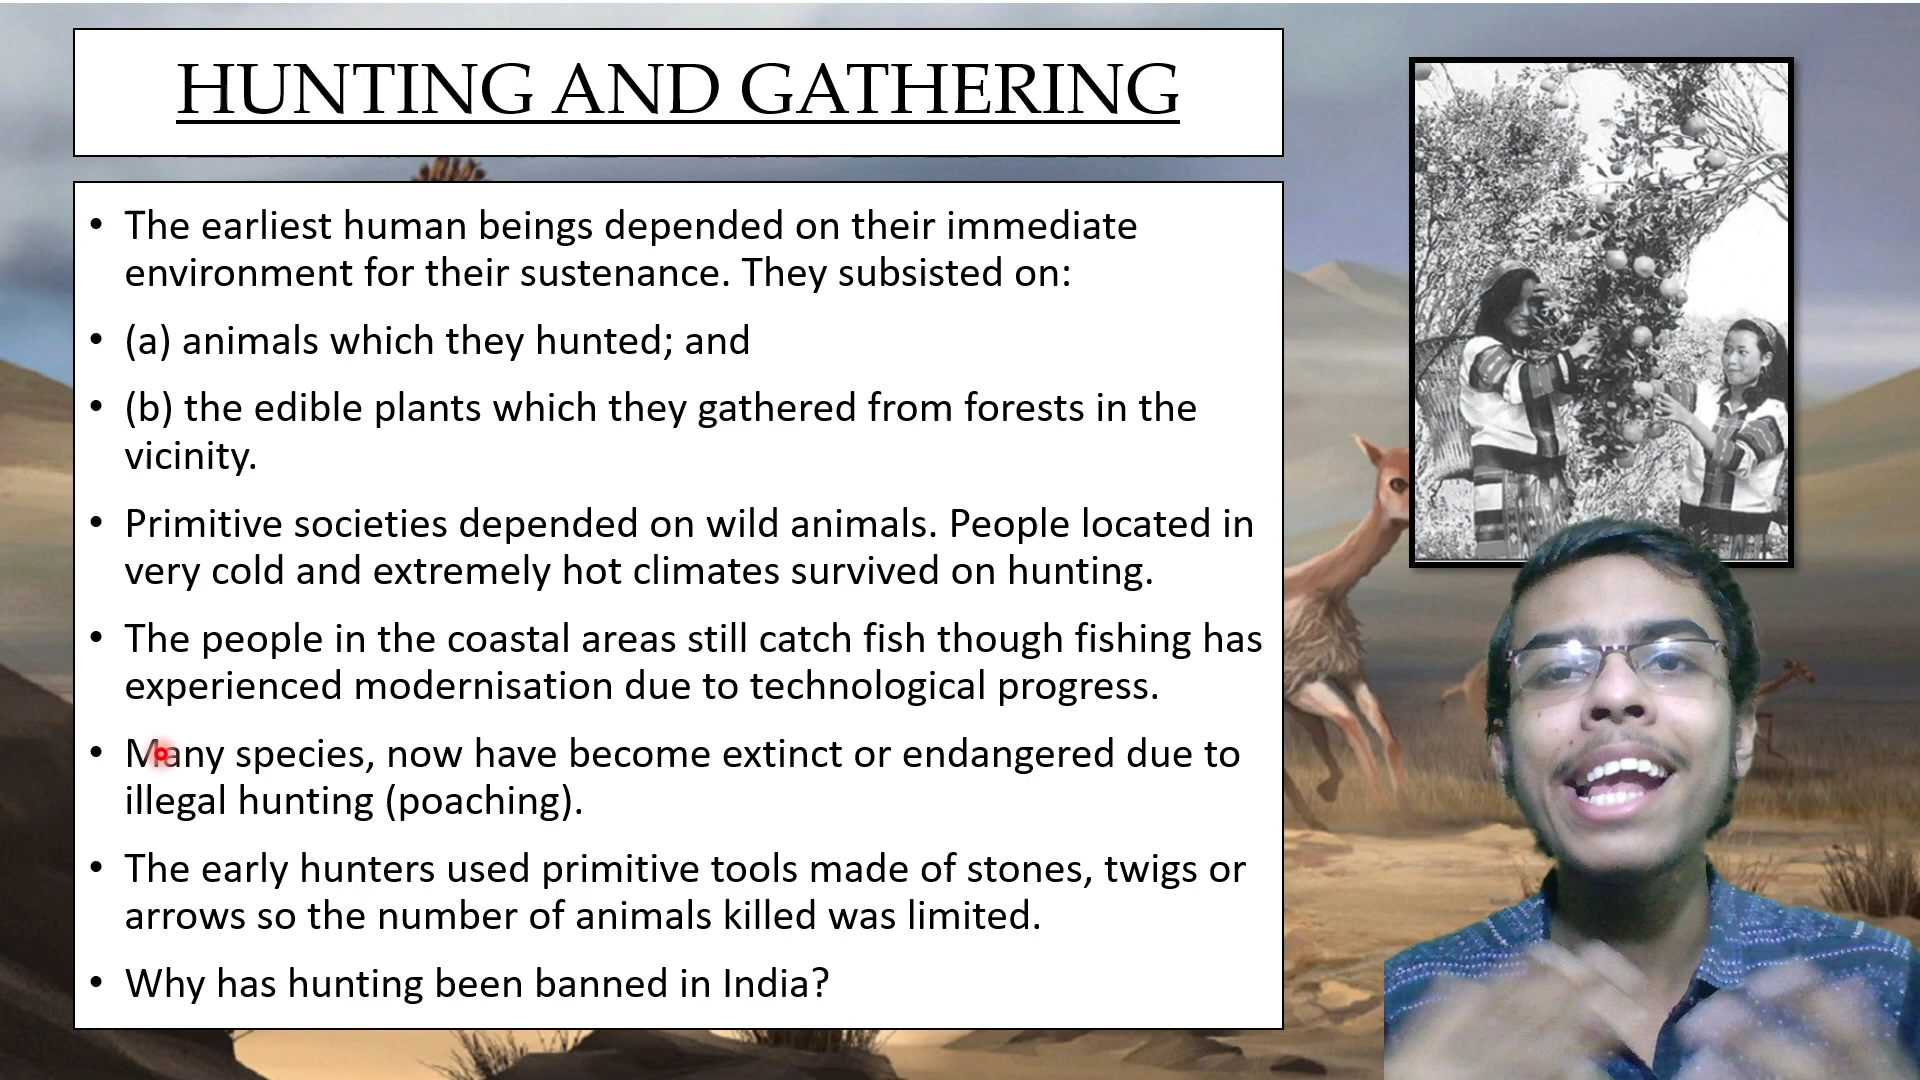 HUNTING AND GATHERING
• The earliest human beings depended on their immediate
environment for their sustenance. They subsisted on:
• (a) animals which they hunted; and
• (b) the edible plants which they gathered from forests in the
vicinity.
• Primitive societies depended on wild animals. People located in
very cold and extremely hot climates survived on hunting.
• The people in the coastal areas still catch fish though fishing has
experienced modernisation due to technological progress.
• Many species, now have become extinct or endangered due to
illegal hunting (poaching).
• The early hunters used primitive tools made of stones, twigs or
arrows so the number of animals killed was limited.
• Why has hunting been banned in India?